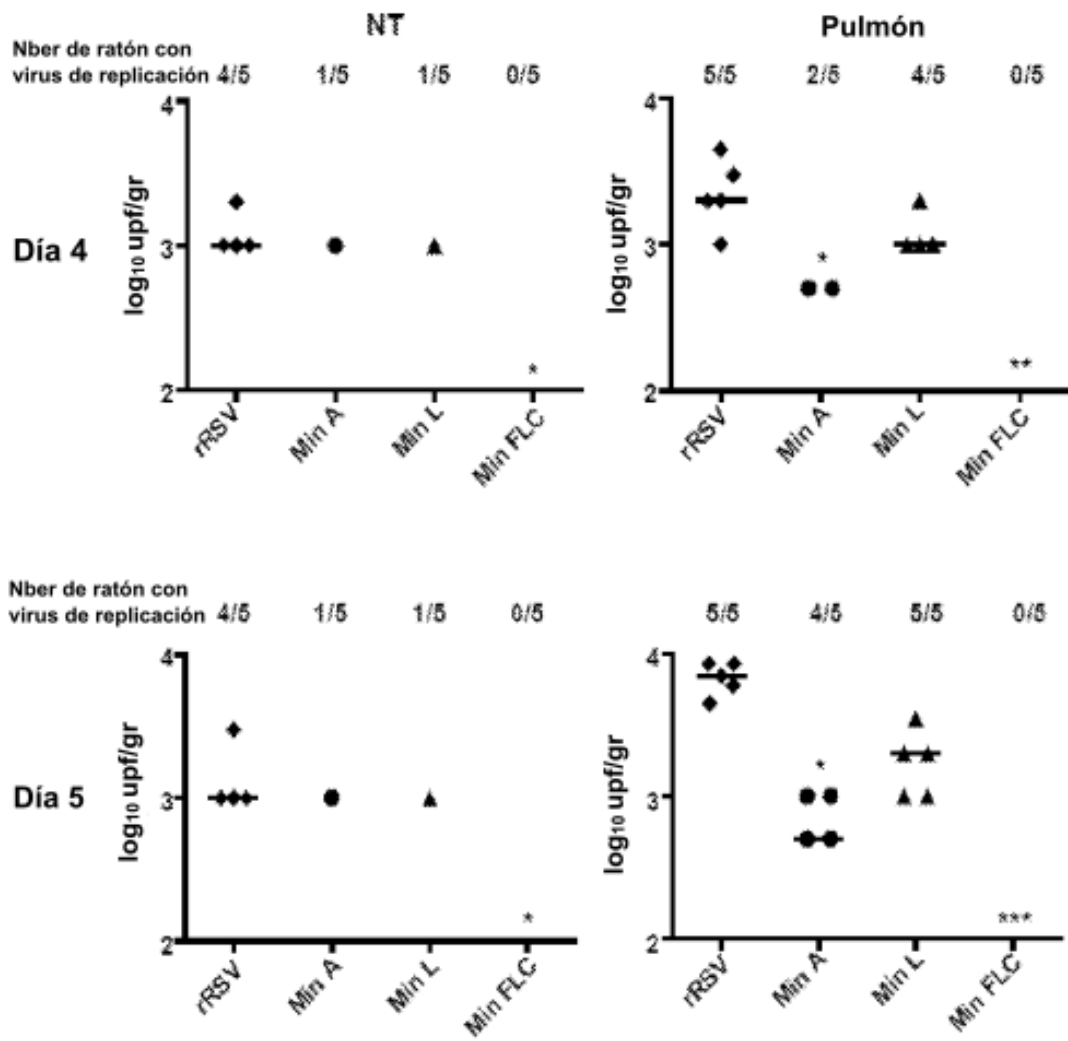 NT
Pulmón
Nber de ratón con
virus de replicación 4/5 1/5 1/5 0/5
5/5 2/5 4/5 0/5
Día 4
log₁₀ upf/gr
4
3
2
*
rRSV Min A Min L Min FLC
log₁₀ upf/gr
4
3
2
*
**
rRSV Min A Min L Min FLC
Nber de ratón con
virus de replicación 4/5 1/5 1/5 0/5
5/5 4/5 5/5 0/5
Día 5
log₁₀ upf/gr
4
3
2
*
rRSV Min A Min L Min FLC
log₁₀ upf/gr
4
3
2
*
***
rRSV Min A Min L Min FLC